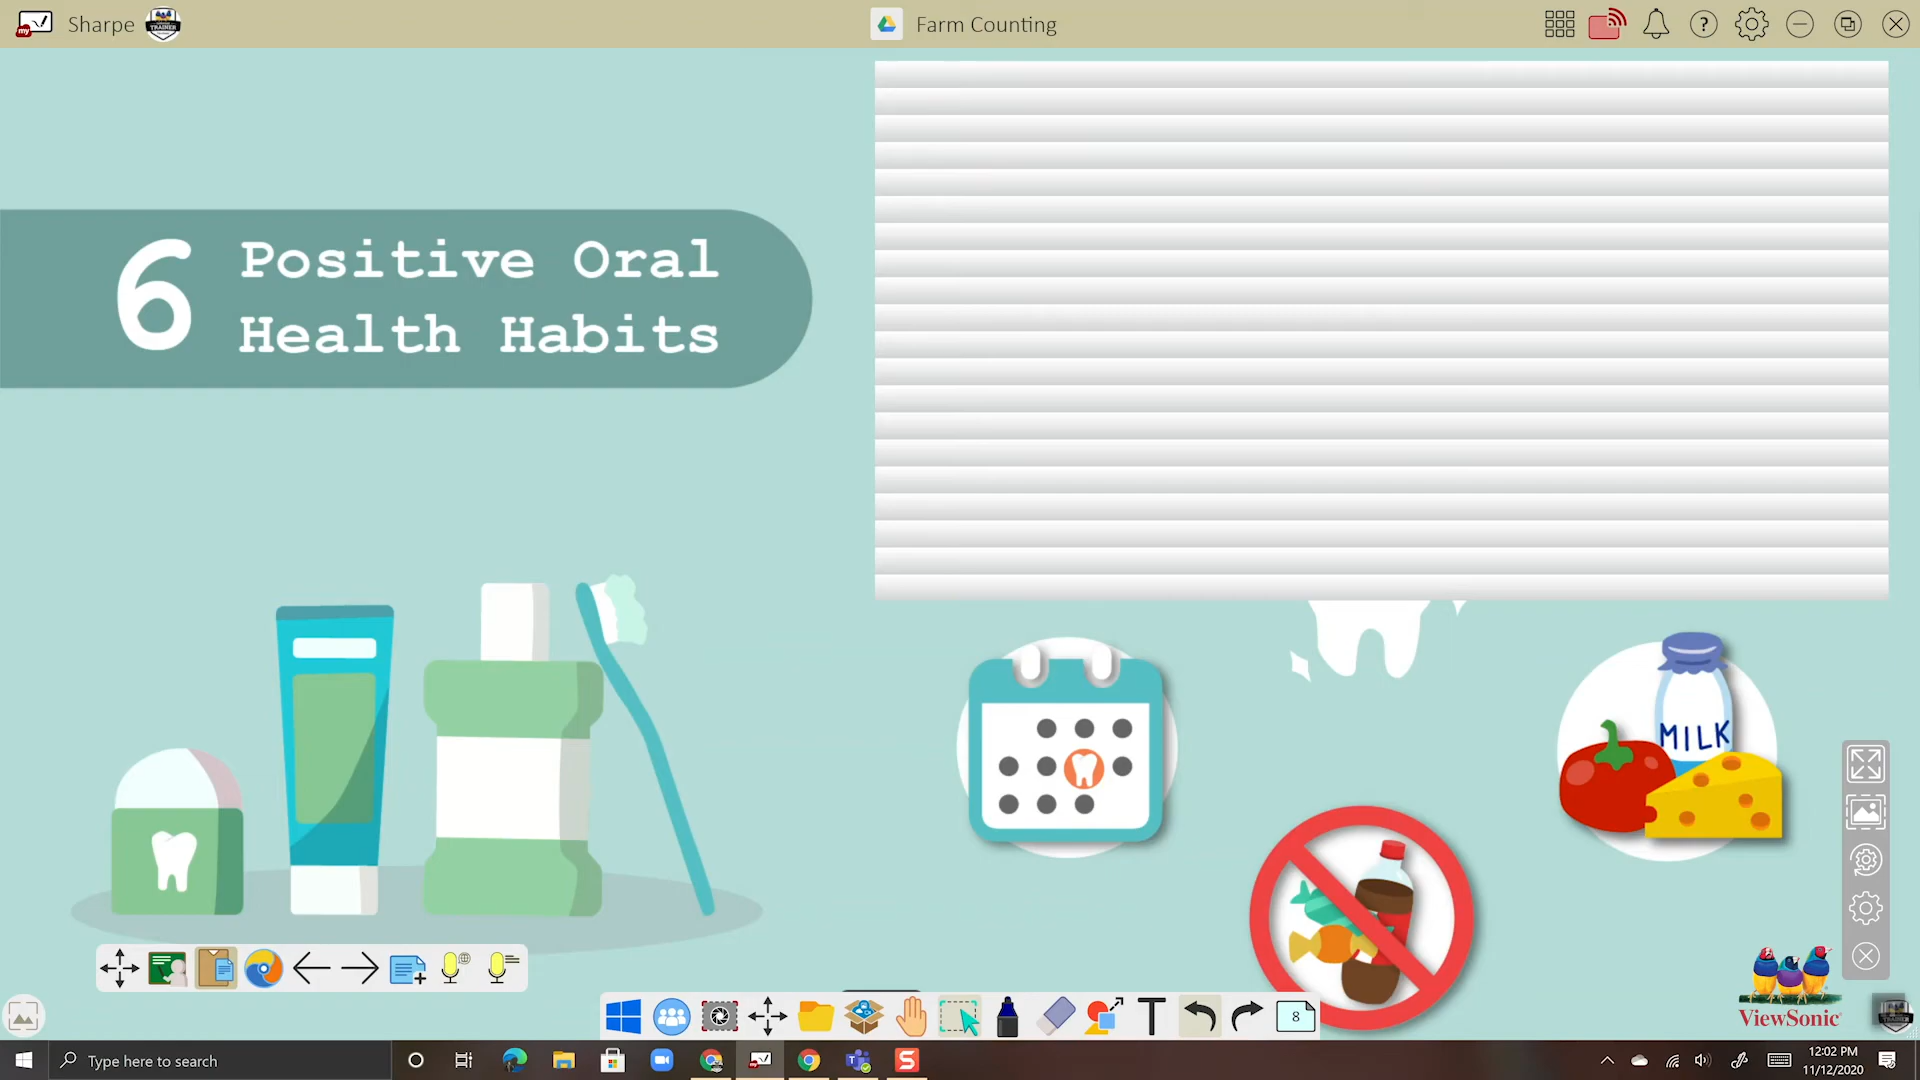 my
Sharpe
Farm Counting
6
Positive Oral
Health Habits
MILK
ViewSonic
8
Type here to search
12:02 PM
11/12/2020